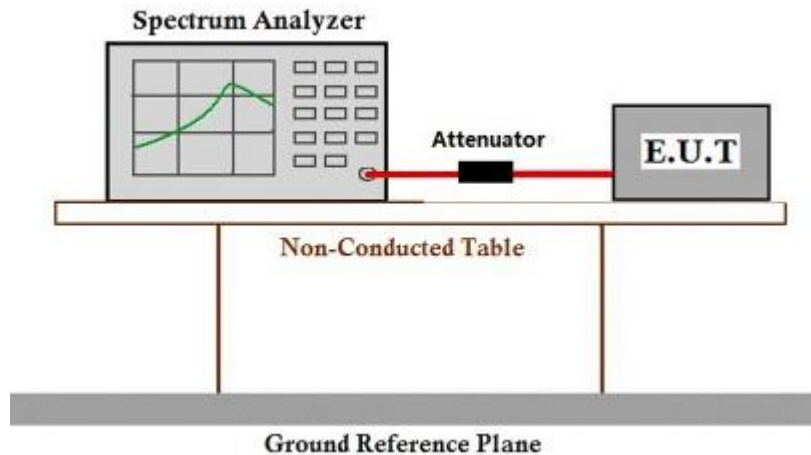 Spectrum Analyzer
Attenuator
E.U.T
Non-Conducted Table
Ground Reference Plane